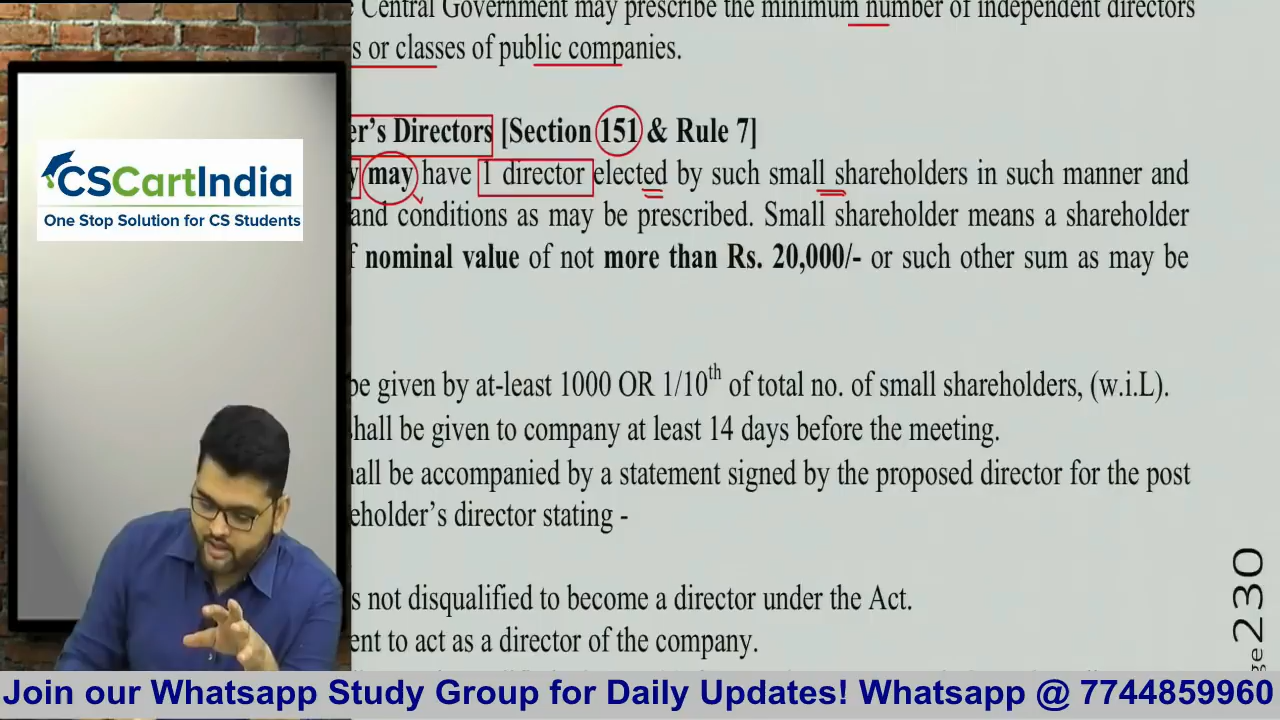 Central Government may prescribe the minimum number of independent directors
s or classes of public companies.
er's Directors [Section 151 & Rule 7]
y may have 1 director elected by such small shareholders in such manner and
and conditions as may be prescribed. Small shareholder means a shareholder
f nominal value of not more than Rs. 20,000/- or such other sum as may be
be given by at-least 1000 OR 1/10th of total no. of small shareholders, (w.i.L).
shall be given to company at least 14 days before the meeting.
all be accompanied by a statement signed by the proposed director for the post
eholder's director stating -
s not disqualified to become a director under the Act.
ent to act as a director of the company.
CSCartIndia
One Stop Solution for CS Students
ge 230
Join our Whatsapp Study Group for Daily Updates! Whatsapp @ 7744859960